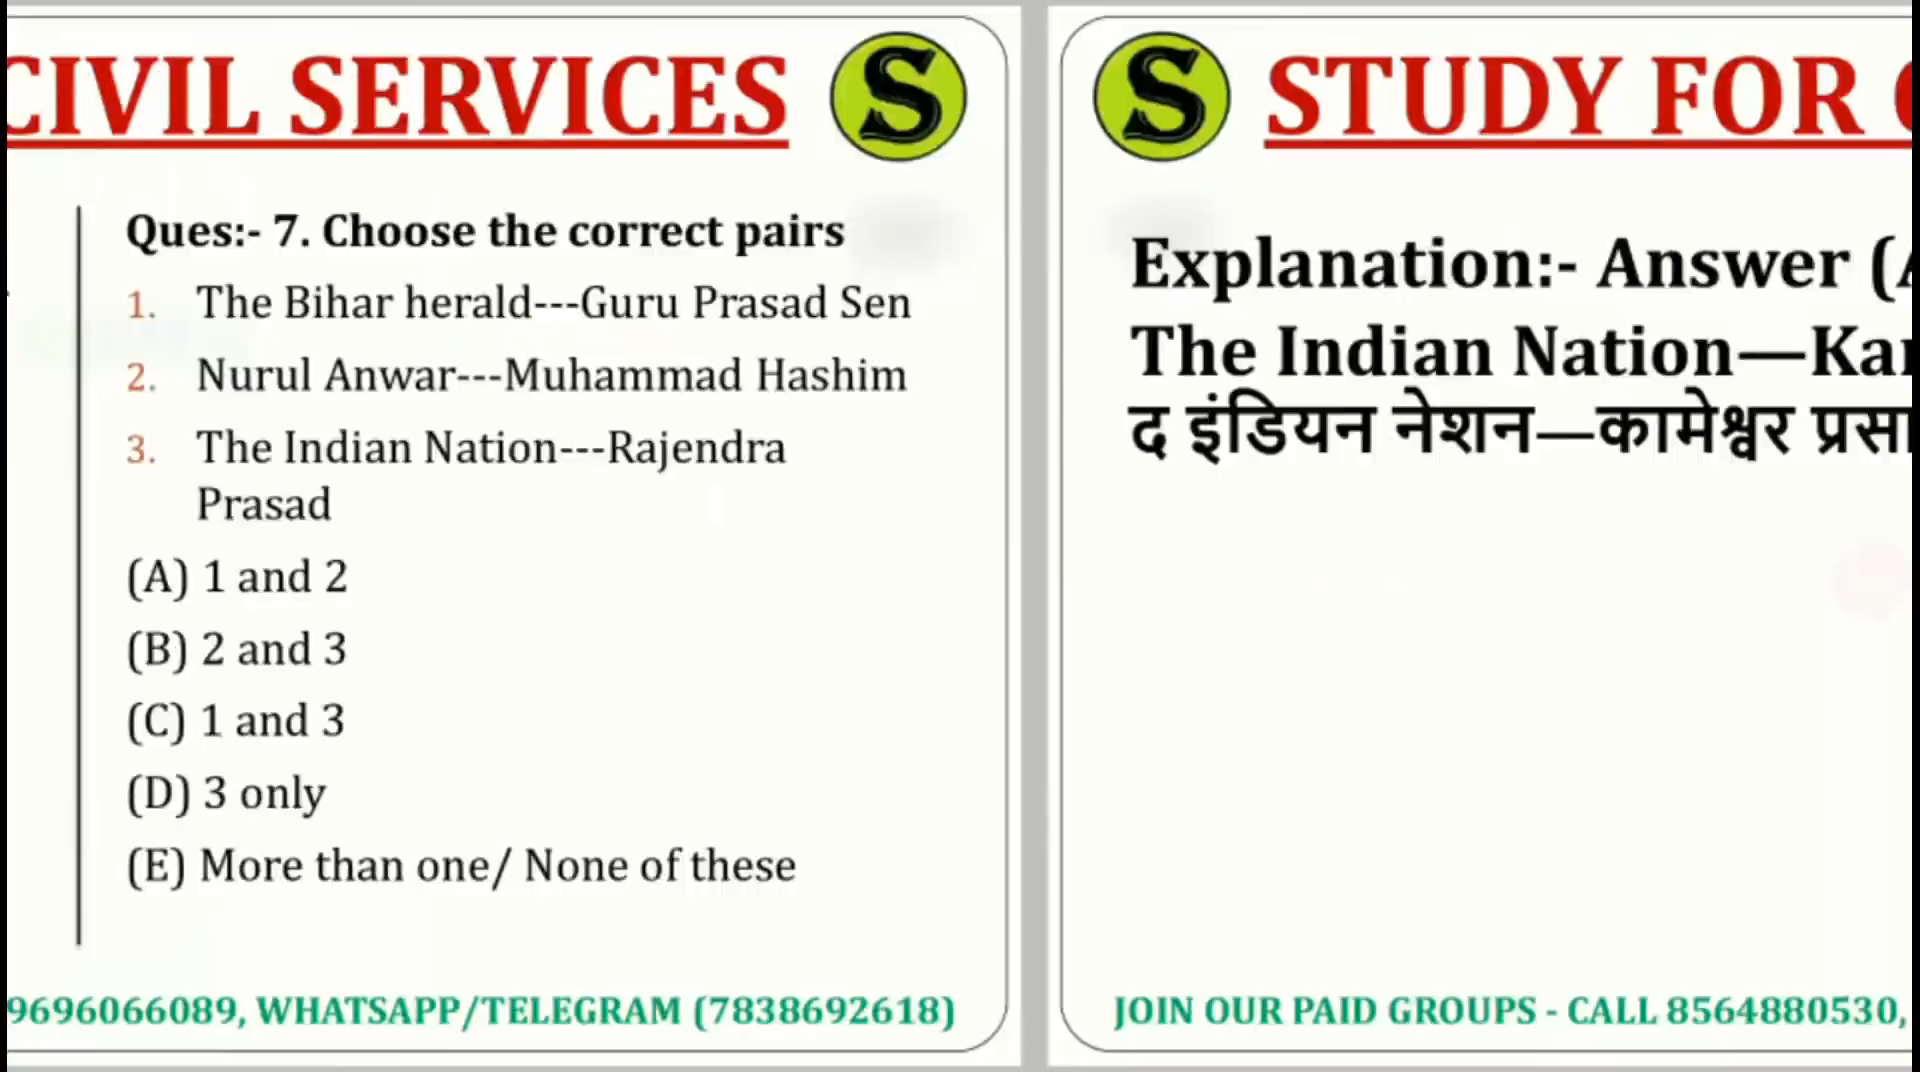 CIVIL SERVICES
S
Ques:- 7. Choose the correct pairs
1. The Bihar herald---Guru Prasad Sen
2. Nurul Anwar---Muhammad Hashim
3. The Indian Nation---Rajendra
Prasad
(A) 1 and 2
(B) 2 and 3
(C) 1 and 3
(D) 3 only
(E) More than one/ None of these
9696066089, WHATSAPP/TELEGRAM (7838692618)
S
STUDY FOR
Explanation:- Answer (A
The Indian Nation—Ka
द इंडियन नेशन—कामेश्वर प्रसा
JOIN OUR PAID GROUPS - CALL 8564880530,